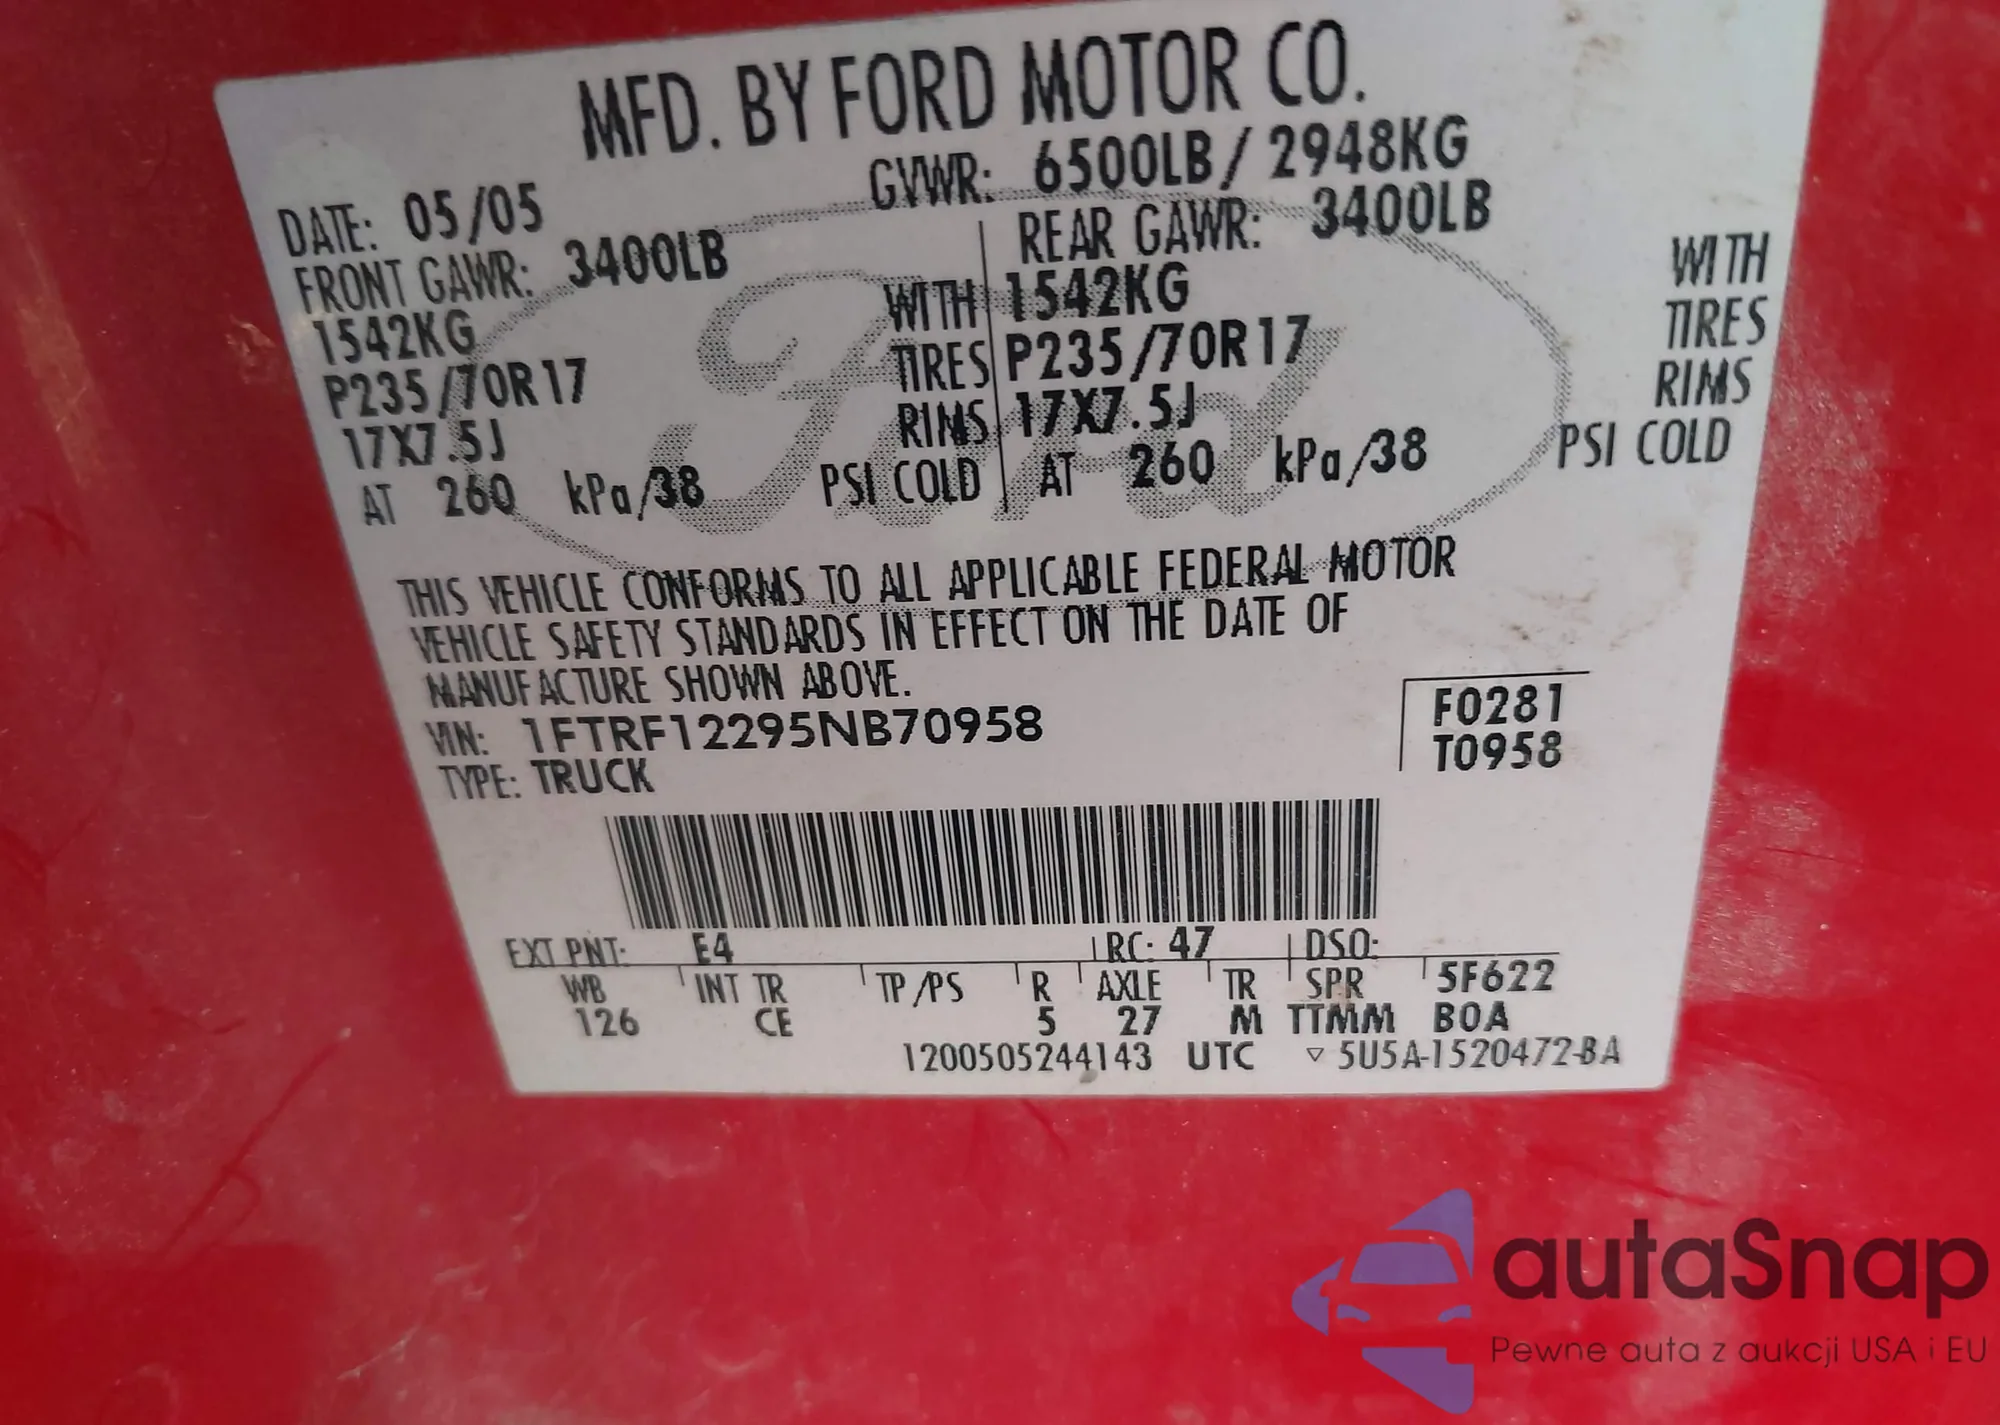 MFD. BY FORD MOTOR CO.
DATE: 05/05 GVWR: 6500LB/ 2948KG
FRONT GAWR: 3400LB REAR GAWR: 3400LB
1542KG WITH 1542KG WITH
P235/70R17 TIRES P235/70R17 TIRES
17X7.5J RIMS 17X7.5J RIMS
AT 260 kPa/38 PSI COLD AT 260 kPa/38 PSI COLD
Ford
THIS VEHICLE CONFORMS TO ALL APPLICABLE FEDERAL MOTOR
VEHICLE SAFETY STANDARDS IN EFFECT ON THE DATE OF
MANUFACTURE SHOWN ABOVE.
VIN: 1FTRF12295NB70958 F0281
TYPE: TRUCK T0958
EXT PNT: E4 RC: 47 DSO:
WB INT TR TP/PS R AXLE TR SPR 5F622
126 CE 5 27 M TTMM B0A
1200505244143 UTC ▽ 5U5A-1520472-BA
autaSnap
Pewne auta z aukcji USA i EU